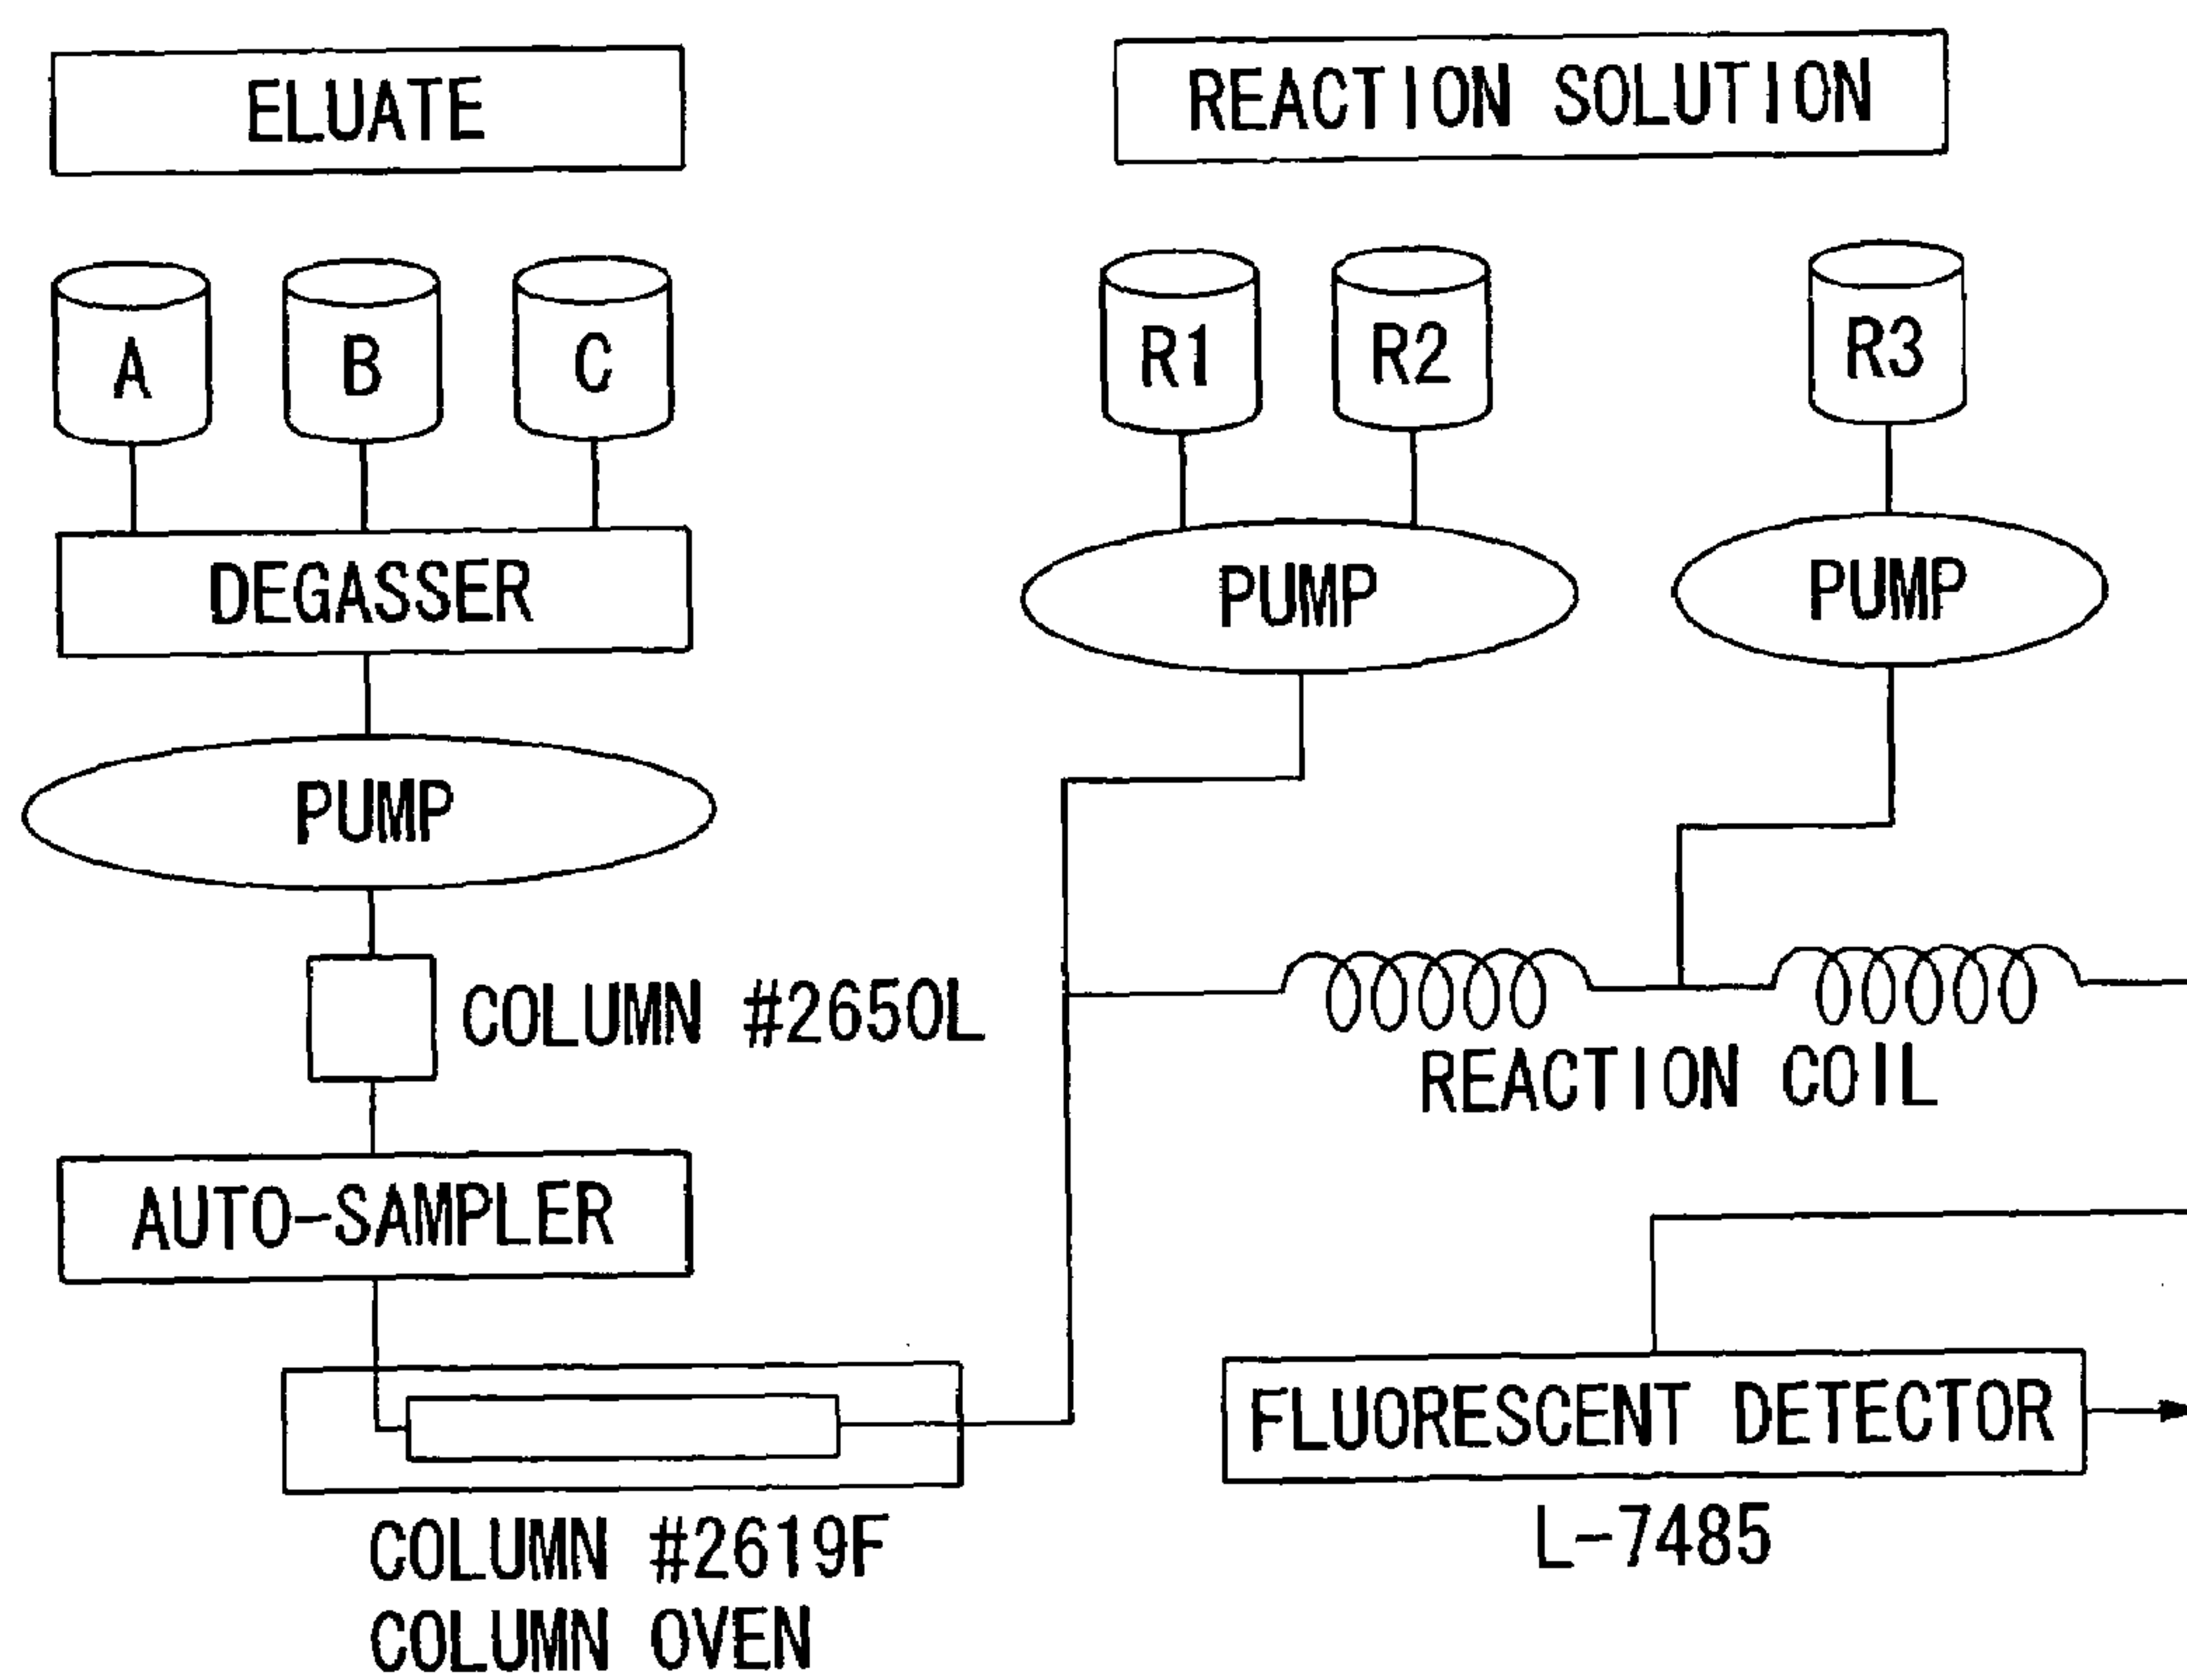 ELUATE
REACTION SOLUTION
A
B
C
R1
R2
R3
DEGASSER
PUMP
PUMP
PUMP
COLUMN #2650L
REACTION COIL
AUTO-SAMPLER
FLUORESCENT DETECTOR
L-7485
COLUMN #2619F
COLUMN OVEN